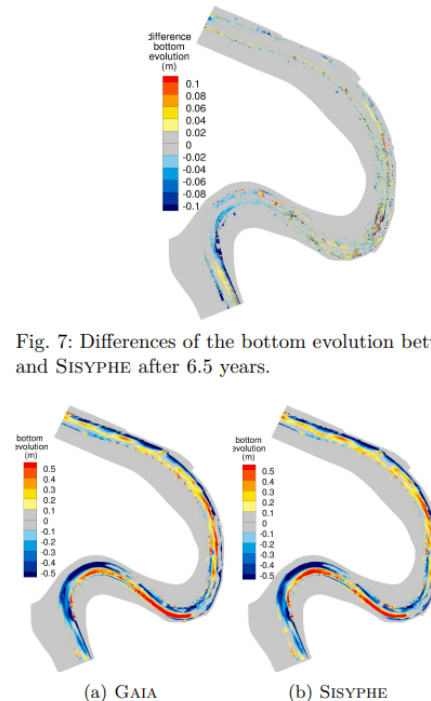 difference
bottom
evolution
(m)
0.1
0.08
0.06
0.04
0.02
0
-0.02
-0.04
-0.06
-0.08
-0.1
Fig. 7: Differences of the bottom evolution bet
and SISYPHE after 6.5 years.
bottom
evolution
(m)
0.5
0.4
0.3
0.2
0.1
0
-0.1
-0.2
-0.3
-0.4
-0.5
bottom
evolution
(m)
0.5
0.4
0.3
0.2
0.1
0
-0.1
-0.2
-0.3
-0.4
-0.5
(a) GAIA
(b) SISYPHE